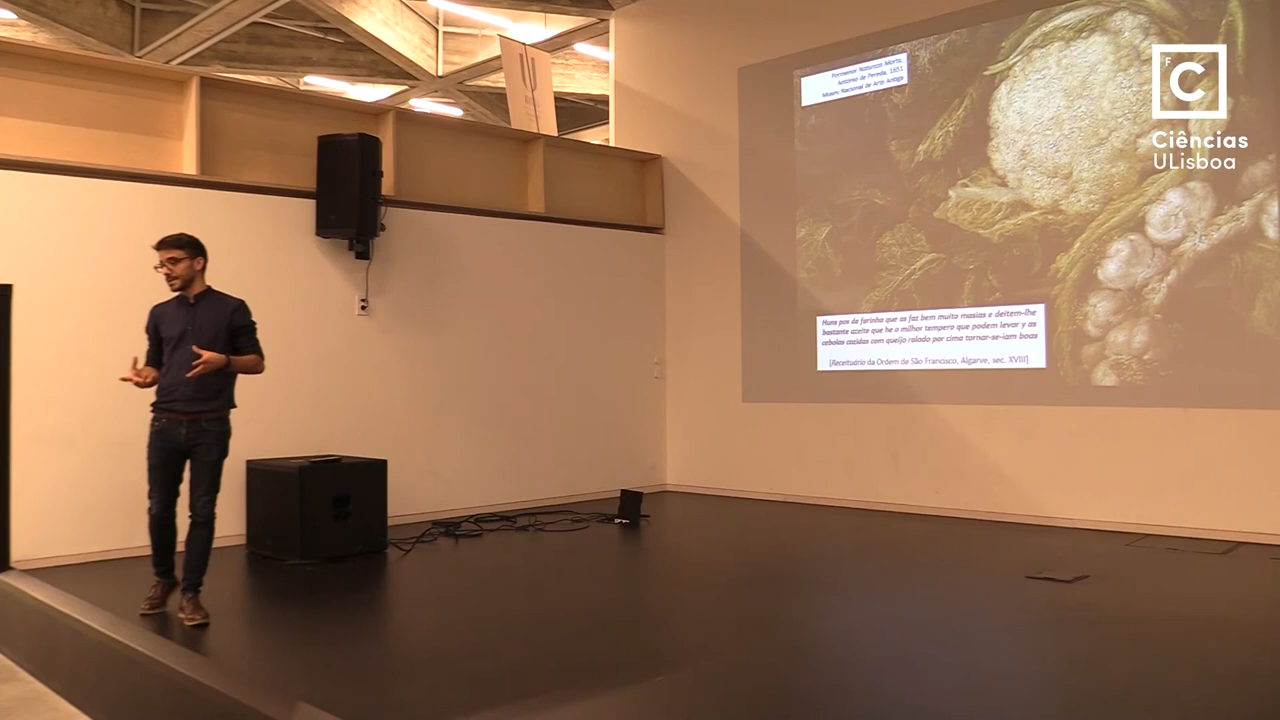 Pormenor Natureza Morta,
Antonio de Pereda, 1651
Museu Nacional de Arte Antiga
F
C
Ciências
ULisboa
Huns pos de farinha que as faz bem muito masias e deitem-lhe
bastante azeite que he o milhor tempero que podem levar y as
cebolas cozidas com queijo ralado por cima tornar-se-iam boas
[Receituário da Ordem de São Francisco, Algarve, sec. XVIII]